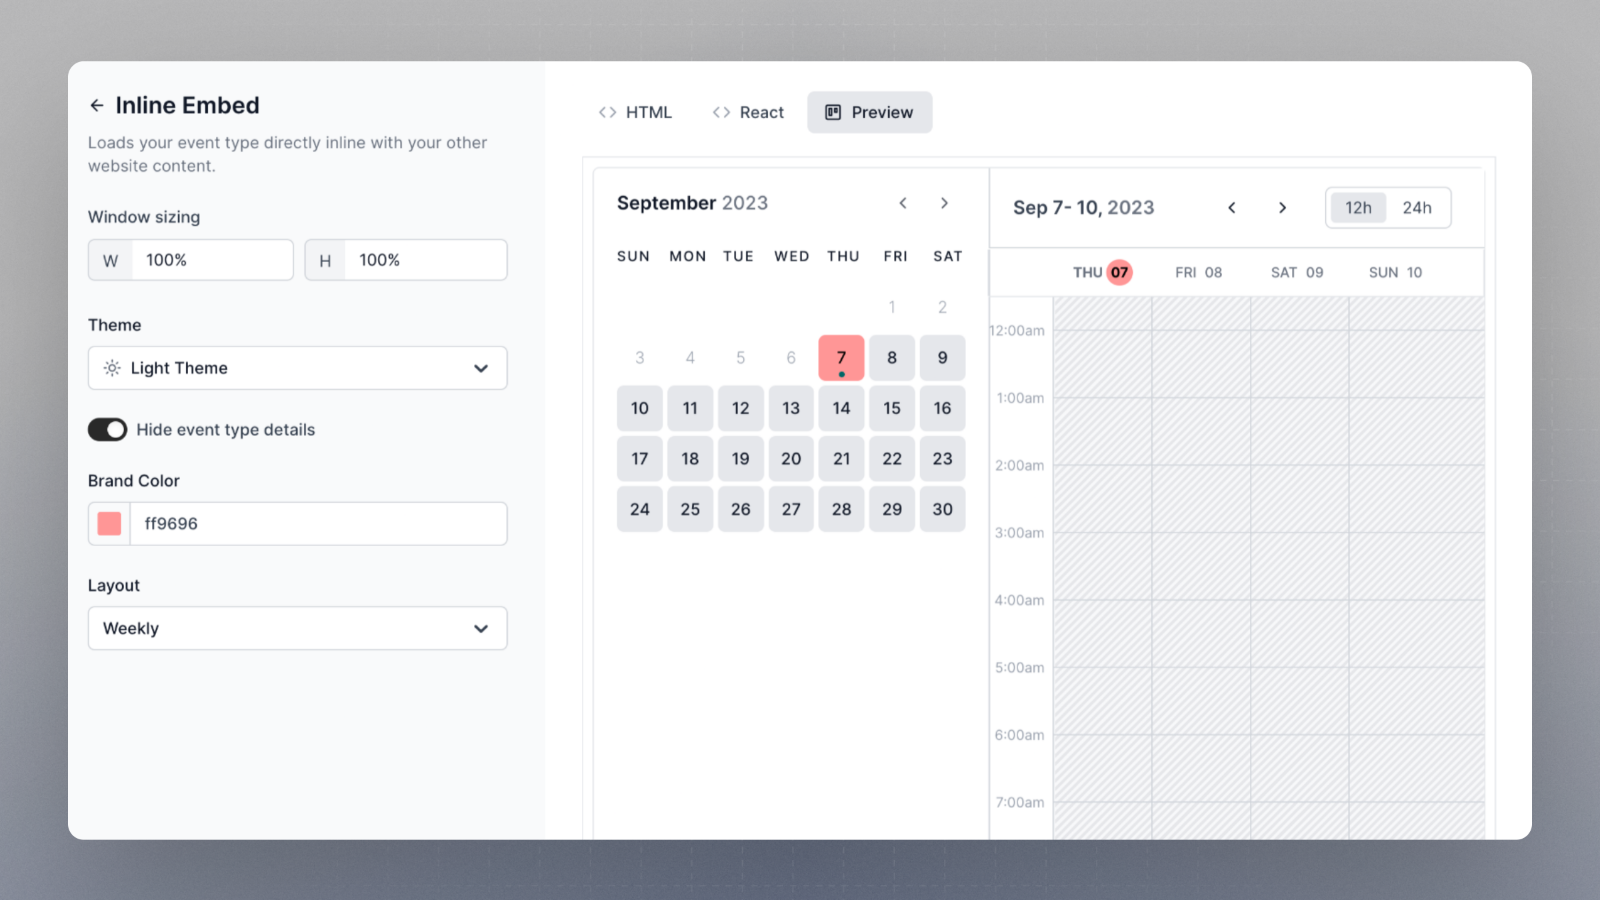 Inline Embed
Loads your event type directly inline with your other
website content.
Window sizing
W 100% H 100%
Theme
Light Theme
Hide event type details
Brand Color
ff9696
Layout
Weekly
HTML React Preview
September 2023
SUN MON TUE WED THU FRI SAT
1 2
3 4 5 6 7 8 9
10 11 12 13 14 15 16
17 18 19 20 21 22 23
24 25 26 27 28 29 30
Sep 7- 10, 2023 12h 24h
THU 07 FRI 08 SAT 09 SUN 10
12:00am
1:00am
2:00am
3:00am
4:00am
5:00am
6:00am
7:00am